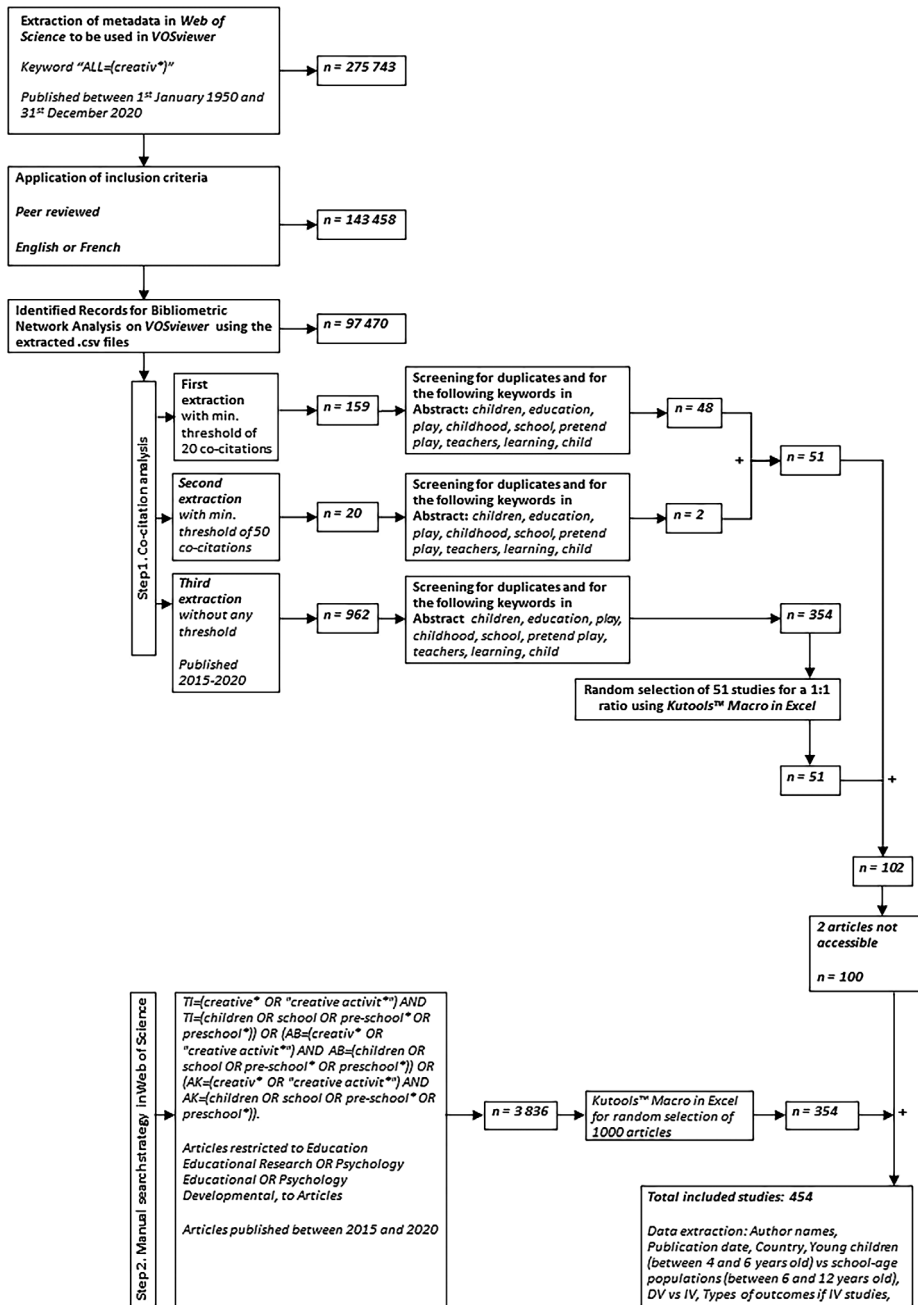 Extraction of metadata in Web of
Science to be used in VOSviewer
Keyword “ALL=(creativ*)”
Published between 1st January 1950 and
31st December 2020
n = 275 743
Application of inclusion criteria
Peer reviewed
English or French
n = 143 458
Identified Records for Bibliometric
Network Analysis on VOSviewer using the
extracted .csv files
n = 97 470
Step 1. Co-citation analysis
First
extraction
with min.
threshold of
20 co-citations
n = 159
Screening for duplicates and for
the following keywords in
Abstract: children, education,
play, childhood, school, pretend
play, teachers, learning, child
n = 48
+
n = 51
Second
extraction
with min.
threshold of 50
co-citations
n = 20
Screening for duplicates and for
the following keywords in
Abstract: children, education,
play, childhood, school, pretend
play, teachers, learning, child
n = 2
Third
extraction
without any
threshold
Published
2015-2020
n = 962
Screening for duplicates and for
the following keywords in
Abstract children, education, play,
childhood, school, pretend play,
teachers, learning, child
n = 354
Random selection of 51 studies for a 1:1
ratio using Kutools™ Macro in Excel
n = 51
+
n = 102
2 articles not
accessible
n = 100
Step 2. Manual search strategy in Web of Science
TI=(creative* OR "creative activit*") AND
TI=(children OR school OR pre-school* OR
preschool*)) OR (AB=(creativ* OR
"creative activit*") AND AB=(children OR
school OR pre-school* OR preschool*)) OR
(AK=(creativ* OR "creative activit*") AND
AK=(children OR school OR pre-school* OR
preschool*)).
Articles restricted to Education
Educational Research OR Psychology
Educational OR Psychology
Developmental, to Articles
Articles published between 2015 and 2020
n = 3 836
Kutools™ Macro in Excel
for random selection of
1000 articles
n = 354
+
Total included studies: 454
Data extraction: Author names,
Publication date, Country, Young children
(between 4 and 6 years old) vs school-age
populations (between 6 and 12 years old),
DV vs IV, Types of outcomes if IV studies,